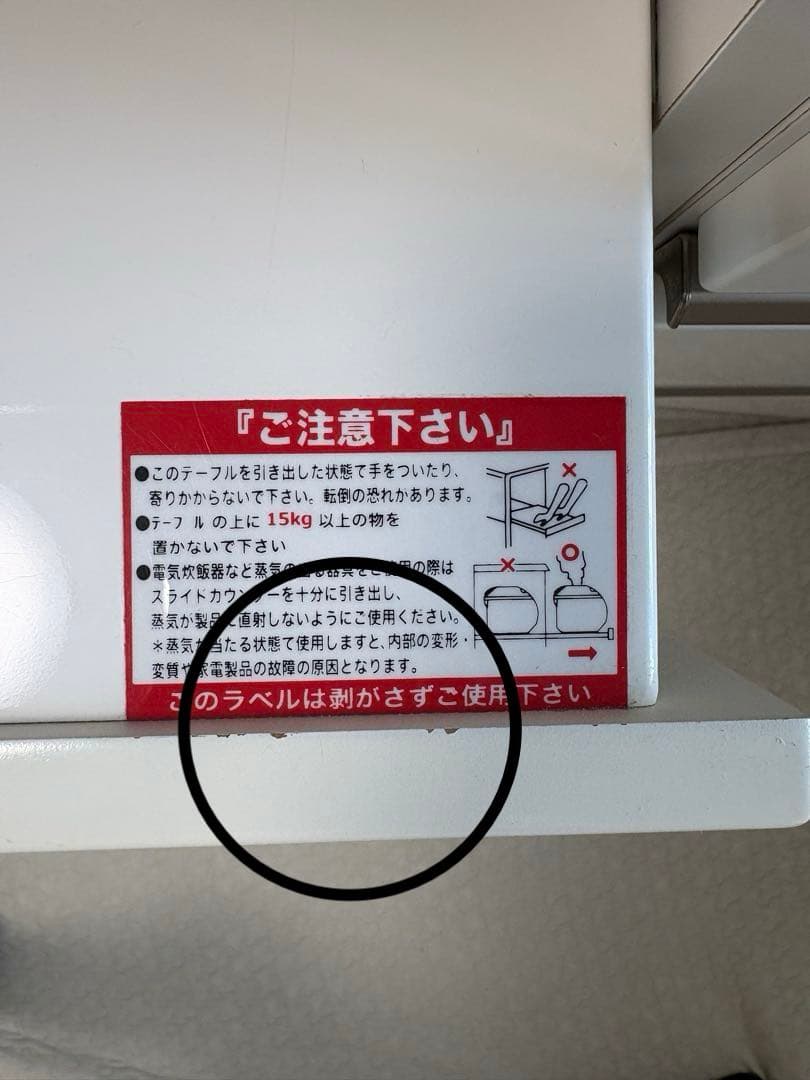 『ご注意下さい』
●このテーブルを引き出した状態で手をついたり、
寄りかからないで下さい。転倒の恐れがあります。
●テーブルの上に 15kg 以上の物を
置かないで下さい
●電気炊飯器など蒸気の出る器具をご使用の際は
スライドカウンターを十分に引き出し、
蒸気が製品に直射しないようにご使用ください。
＊蒸気が当たる状態で使用しますと、内部の変形・
変質や家電製品の故障の原因となります。
このラベルは剥がさずご使用下さい